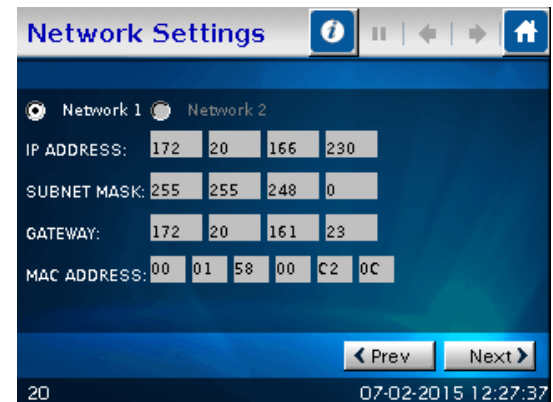 Network Settings
Network 1 Network 2
IP ADDRESS: 172 20 166 230
SUBNET MASK: 255 255 248 0
GATEWAY: 172 20 161 23
MAC ADDRESS: 00 01 58 00 C2 0C
Prev Next
20 07-02-2015 12:27:37